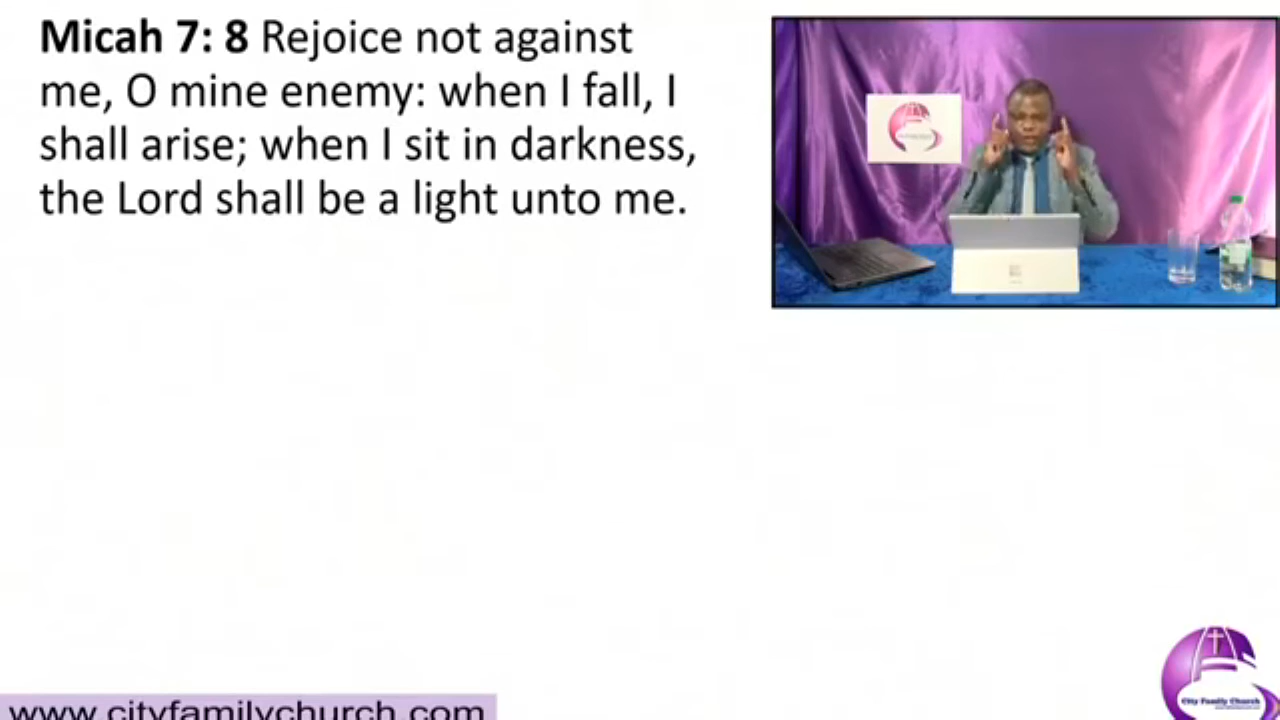 Micah 7: 8 Rejoice not against
me, O mine enemy: when I fall, I
shall arise; when I sit in darkness,
the Lord shall be a light unto me.
www.cityfamilychurch.com
City Family Church